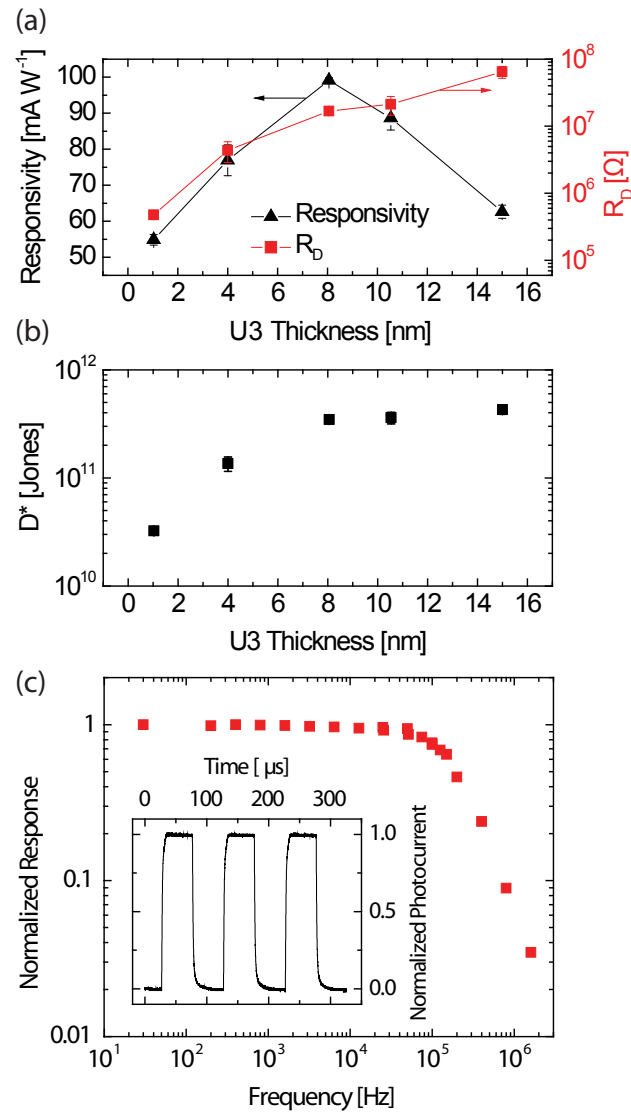 (a)
Responsivity [mA W⁻¹]
100
90
80
70
60
50
10⁸
10⁷
10⁶
10⁵
R_D [Ω]
Responsivity
R_D
0 2 4 6 8 10 12 14 16
U3 Thickness [nm]
(b)
D* [Jones]
10¹²
10¹¹
10¹⁰
0 2 4 6 8 10 12 14 16
U3 Thickness [nm]
(c)
Normalized Response
1
0.1
0.01
Time [ µs]
0 100 200 300
1.0
0.5
0.0
Normalized Photocurrent
10¹ 10² 10³ 10⁴ 10⁵ 10⁶
Frequency [Hz]